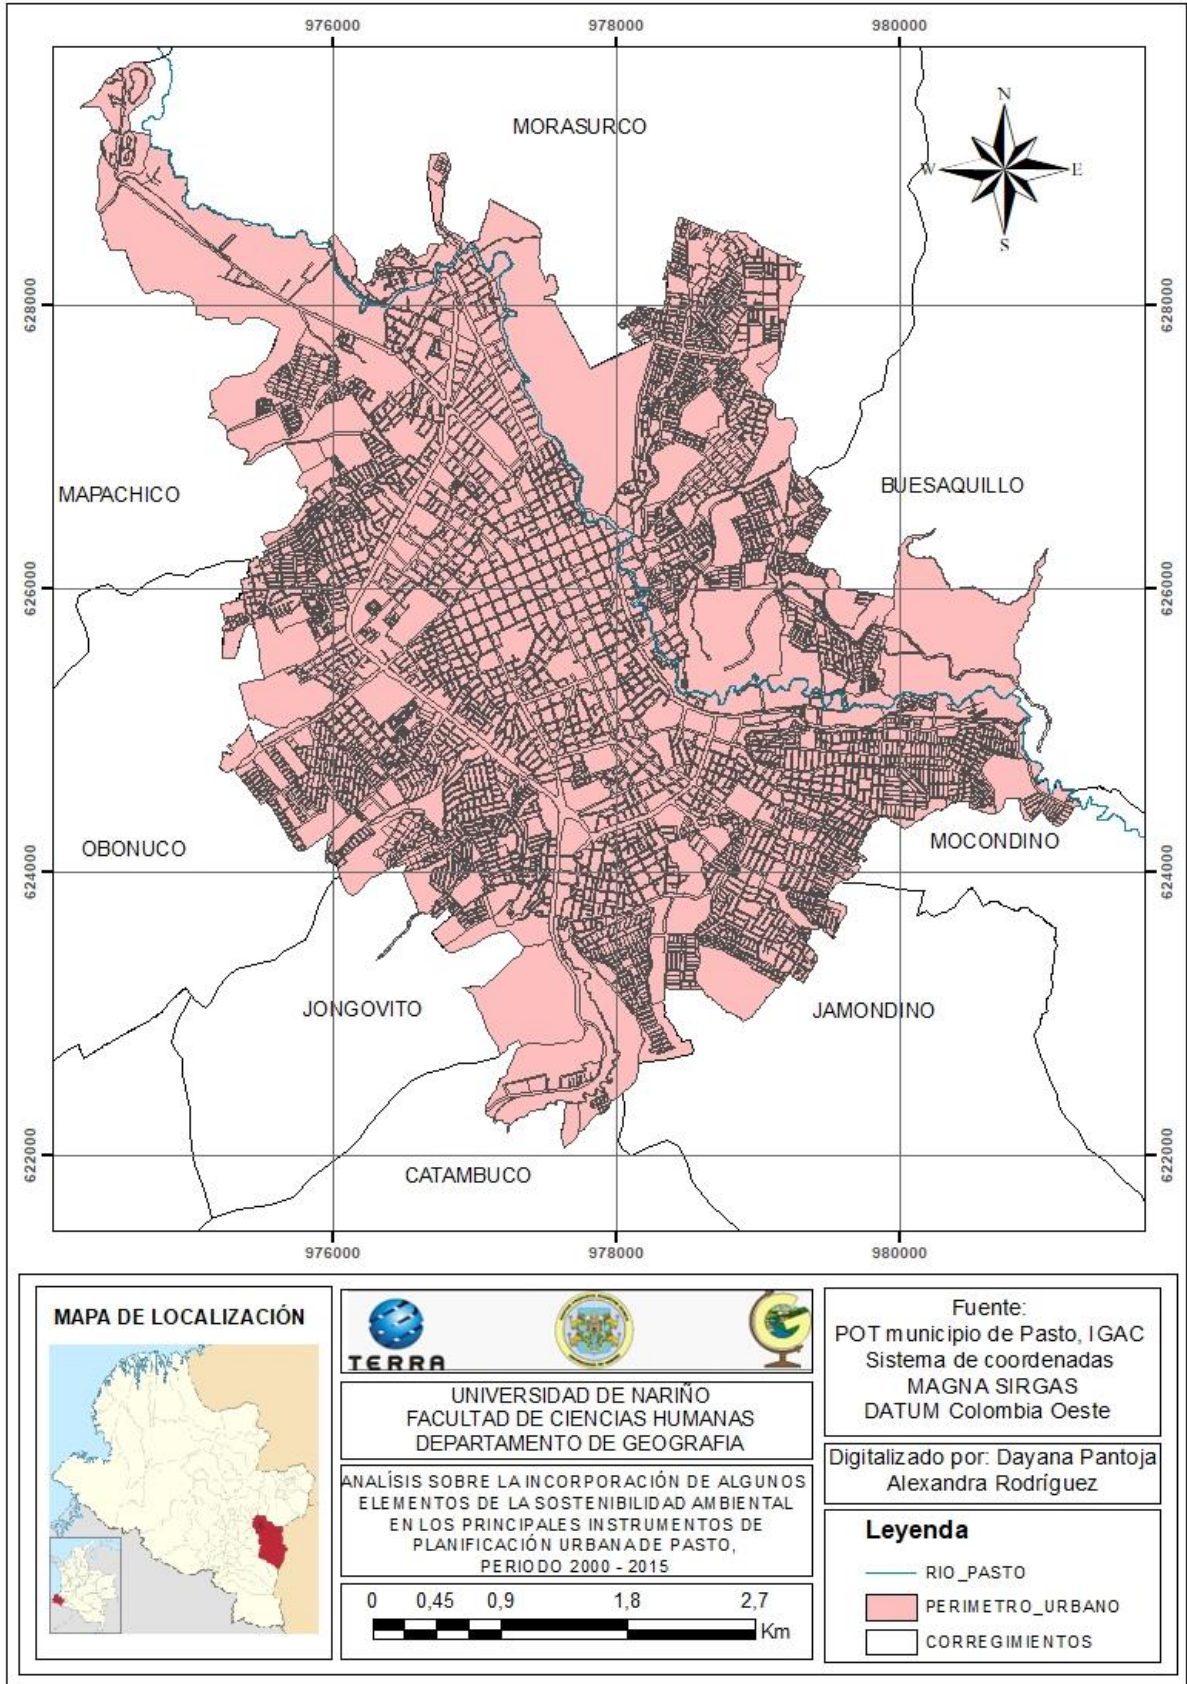 976000 978000 980000
MORASURCO
N
W E
S
628000 628000
MAPACHICO
BUESAQUILLO
626000 626000
OBONUCO
MOCONDINO
624000 624000
JONGOVITO
JAMONDINO
622000 622000
CATAMBUCO
976000 978000 980000
MAPA DE LOCALIZACIÓN
TERRA
UNIVERSIDAD DE NARIÑO
FACULTAD DE CIENCIAS HUMANAS
DEPARTAMENTO DE GEOGRAFIA
ANALÍSIS SOBRE LA INCORPORACIÓN DE ALGUNOS
ELEMENTOS DE LA SOSTENIBILIDAD AMBIENTAL
EN LOS PRINCIPALES INSTRUMENTOS DE
PLANIFICACIÓN URBANA DE PASTO,
PERIODO 2000 - 2015
0 0,45 0,9 1,8 2,7
Km
Fuente:
POT municipio de Pasto, IGAC
Sistema de coordenadas
MAGNA SIRGAS
DATUM Colombia Oeste
Digitalizado por: Dayana Pantoja
Alexandra Rodríguez
Leyenda
RIO_PASTO
PERIMETRO_URBANO
CORREGIMIENTOS